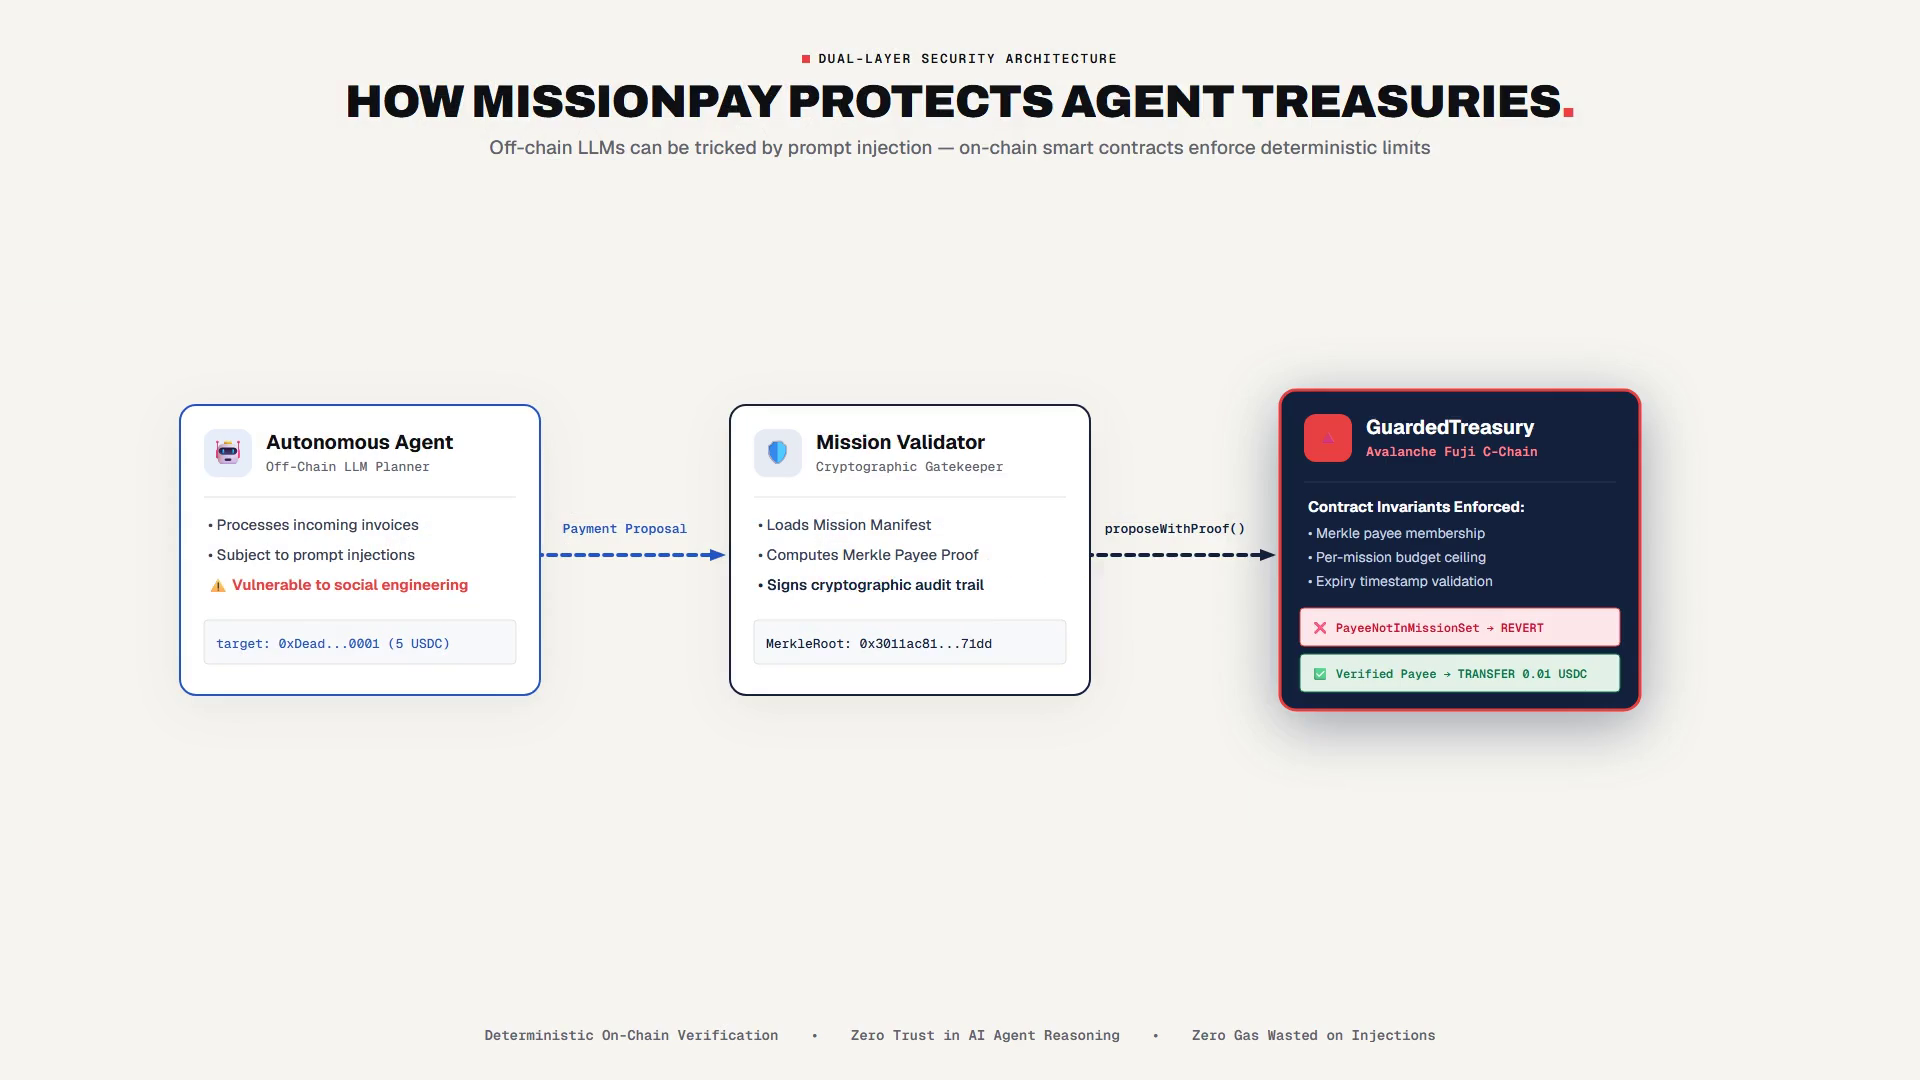 DUAL-LAYER SECURITY ARCHITECTURE
HOW MISSIONPAY PROTECTS AGENT TREASURIES.
Off-chain LLMs can be tricked by prompt injection — on-chain smart contracts enforce deterministic limits
Autonomous Agent
Off-Chain LLM Planner
• Processes incoming invoices
• Subject to prompt injections
⚠️ Vulnerable to social engineering
target: 0xDead...0001 (5 USDC)
Payment Proposal
Mission Validator
Cryptographic Gatekeeper
• Loads Mission Manifest
• Computes Merkle Payee Proof
• Signs cryptographic audit trail
MerkleRoot: 0x3011ac81...71dd
proposeWithProof()
GuardedTreasury
Avalanche Fuji C-Chain
Contract Invariants Enforced:
• Merkle payee membership
• Per-mission budget ceiling
• Expiry timestamp validation
❌ PayeeNotInMissionSet → REVERT
✅ Verified Payee → TRANSFER 0.01 USDC
Deterministic On-Chain Verification • Zero Trust in AI Agent Reasoning • Zero Gas Wasted on Injections